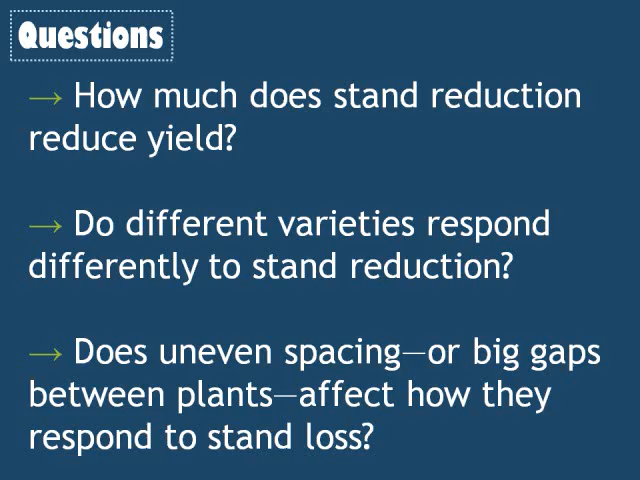 Questions
→ How much does stand reduction
reduce yield?
→ Do different varieties respond
differently to stand reduction?
→ Does uneven spacing—or big gaps
between plants—affect how they
respond to stand loss?